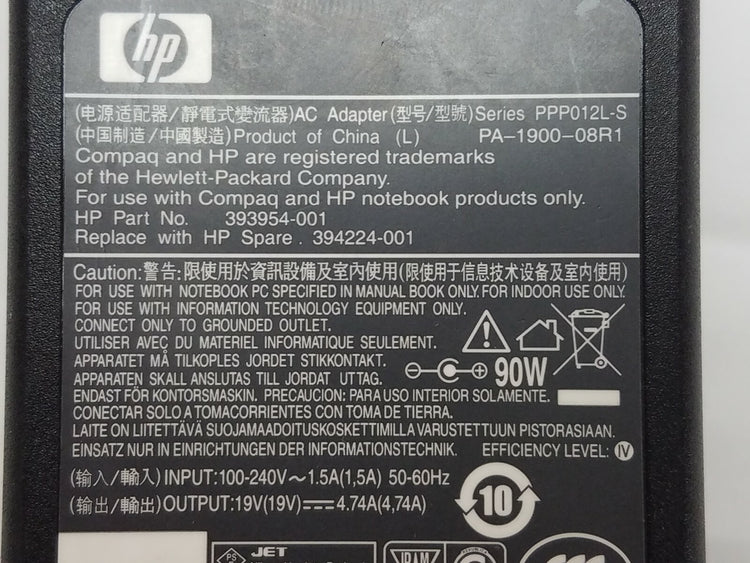 hp
(电源适配器/靜電式變流器)AC Adapter(型号/型號)Series PPP012L-S
(中国制造/中國製造)Product of China (L) PA-1900-08R1
Compaq and HP are registered trademarks
of the Hewlett-Packard Company.
For use with Compaq and HP notebook products only.
HP Part No. 393954-001
Replace with HP Spare . 394224-001
Caution:警告:限使用於資訊設備及室內使用(限使用于信息技术设备及室内使用)
FOR USE WITH NOTEBOOK PC SPECIFIED IN MANUAL BOOK ONLY. FOR INDOOR USE ONLY.
FOR USE WITH INFORMATION TECHNOLOGY EQUIPMENT ONLY.
CONNECT ONLY TO GROUNDED OUTLET.
UTILISER AVEC DU MATERIEL INFORMATIQUE SEULEMENT.
APPARATET MÅ TILKOPLES JORDET STIKKONTAKT.
APPARATEN SKALL ANSLUTAS TILL JORDAT UTTAG.
90W
ENDAST FÖR KONTORSMASKIN. PRECAUCION: PARA USO INTERIOR SOLAMENTE.
CONECTAR SOLO A TOMACORRIENTES CON TOMA DE TIERRA.
LAITE ON LIITETTÄVÄ SUOJAMAADOITUSKOSKETTIMILLA VARUSTETTUUN PISTORASIAAN.
EINSATZ NUR IN EINRICHTUNGEN DER INFORMATIONSTECHNIK. EFFICIENCY LEVEL: IV
(输入/輸入)INPUT:100-240V～1.5A(1,5A) 50-60Hz
(输出/輸出)OUTPUT:19V(19V)⎓4.74A(4,74A)
10
JET